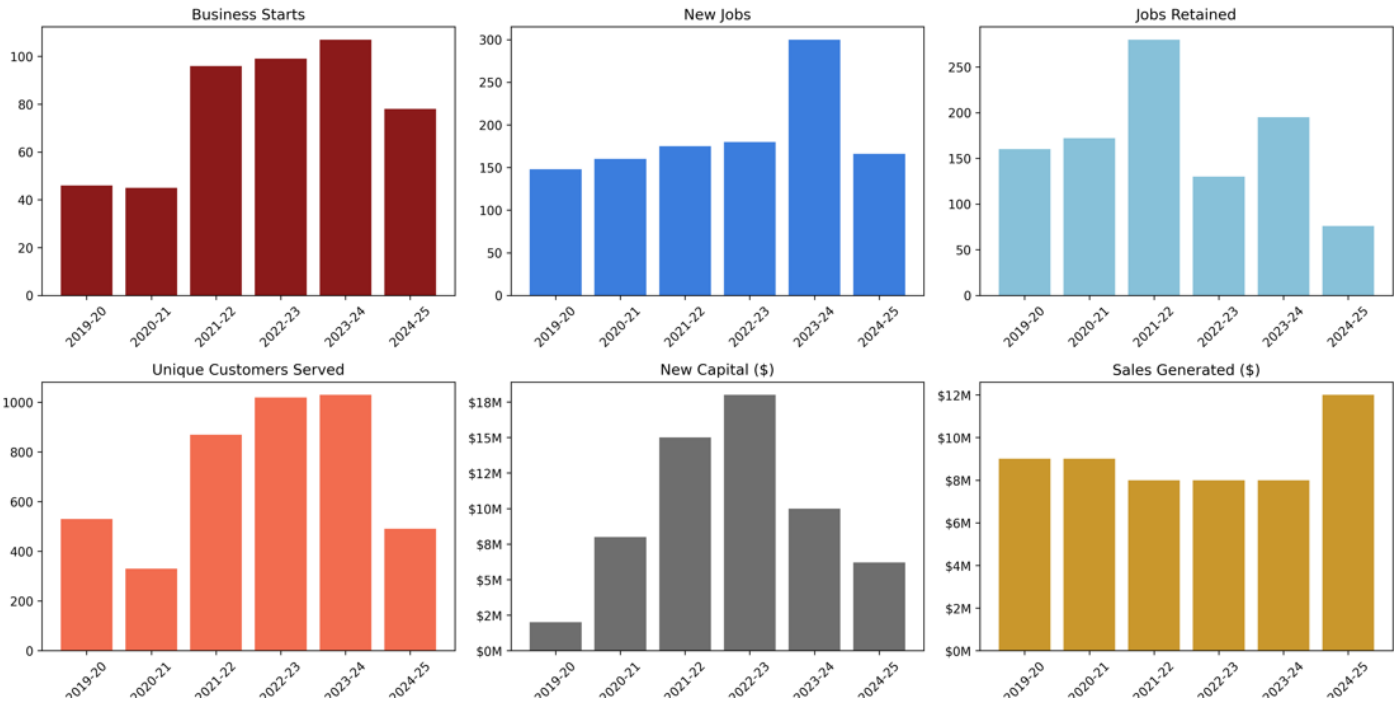 Business Starts
100
80
60
40
20
0
2019-20
2020-21
2021-22
2022-23
2023-24
2024-25
New Jobs
300
250
200
150
100
50
0
2019-20
2020-21
2021-22
2022-23
2023-24
2024-25
Jobs Retained
250
200
150
100
50
0
2019-20
2020-21
2021-22
2022-23
2023-24
2024-25
Unique Customers Served
1000
800
600
400
200
0
2019-20
2020-21
2021-22
2022-23
2023-24
2024-25
New Capital ($)
$18M
$15M
$12M
$10M
$8M
$5M
$2M
$0M
2019-20
2020-21
2021-22
2022-23
2023-24
2024-25
Sales Generated ($)
$12M
$10M
$8M
$6M
$4M
$2M
$0M
2019-20
2020-21
2021-22
2022-23
2023-24
2024-25